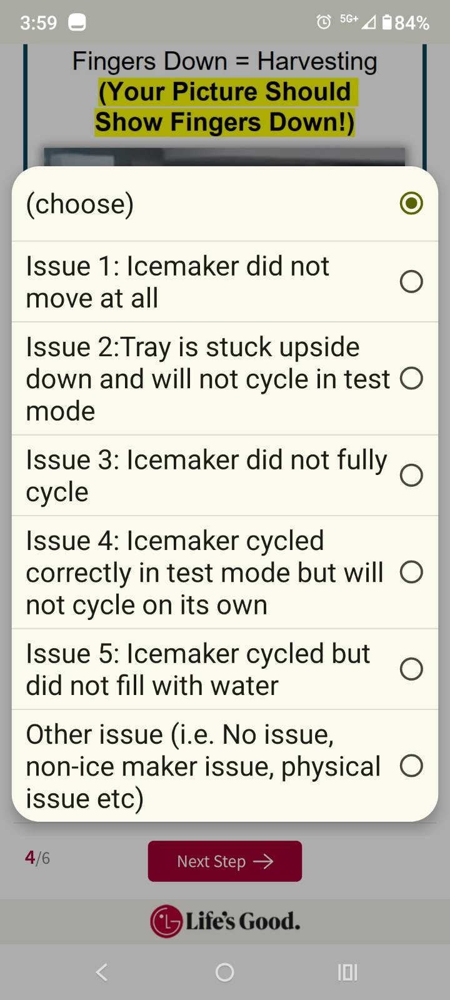 3:59
5G+
84%
Fingers Down = Harvesting
(Your Picture Should
Show Fingers Down!)
(choose)
Issue 1: Icemaker did not
move at all
Issue 2:Tray is stuck upside
down and will not cycle in test
mode
Issue 3: Icemaker did not fully
cycle
Issue 4: Icemaker cycled
correctly in test mode but will
not cycle on its own
Issue 5: Icemaker cycled but
did not fill with water
Other issue (i.e. No issue,
non-ice maker issue, physical
issue etc)
4/6
Next Step →
LG Life's Good.